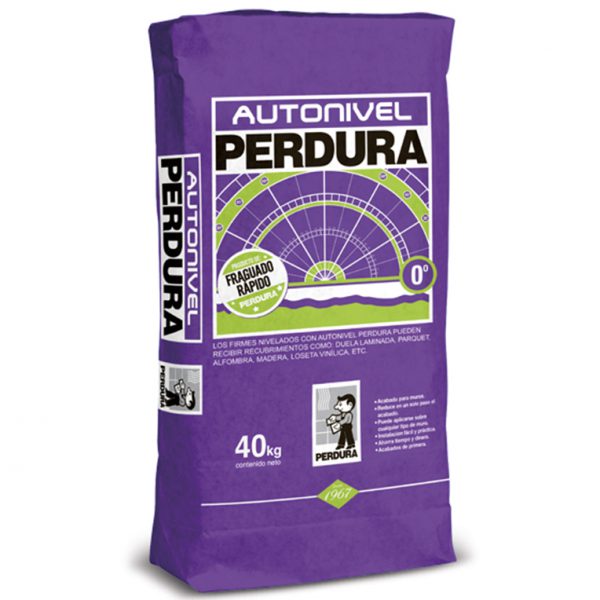 AUTONIVEL
PERDURA
PRODUCTO DE:
FRAGUADO
RÁPIDO
PERDURA
0°
LOS FIRMES NIVELADOS CON AUTONIVEL PERDURA PUEDEN
RECIBIR RECUBRIMIENTOS COMO: DUELA LAMINADA, PARQUET,
ALFOMBRA, MADERA, LOSETA VINÍLICA, ETC.
40kg
contenido neto
PERDURA
• Acabado para muros.
• Reduce en un solo paso el
acabado.
• Puede aplicarse sobre
cualquier tipo de muro.
• Instalación fácil y práctica.
• Ahorra tiempo y dinero.
• Acabados de primera.
1967
AUTONIVEL
PERDURA
PERDURA